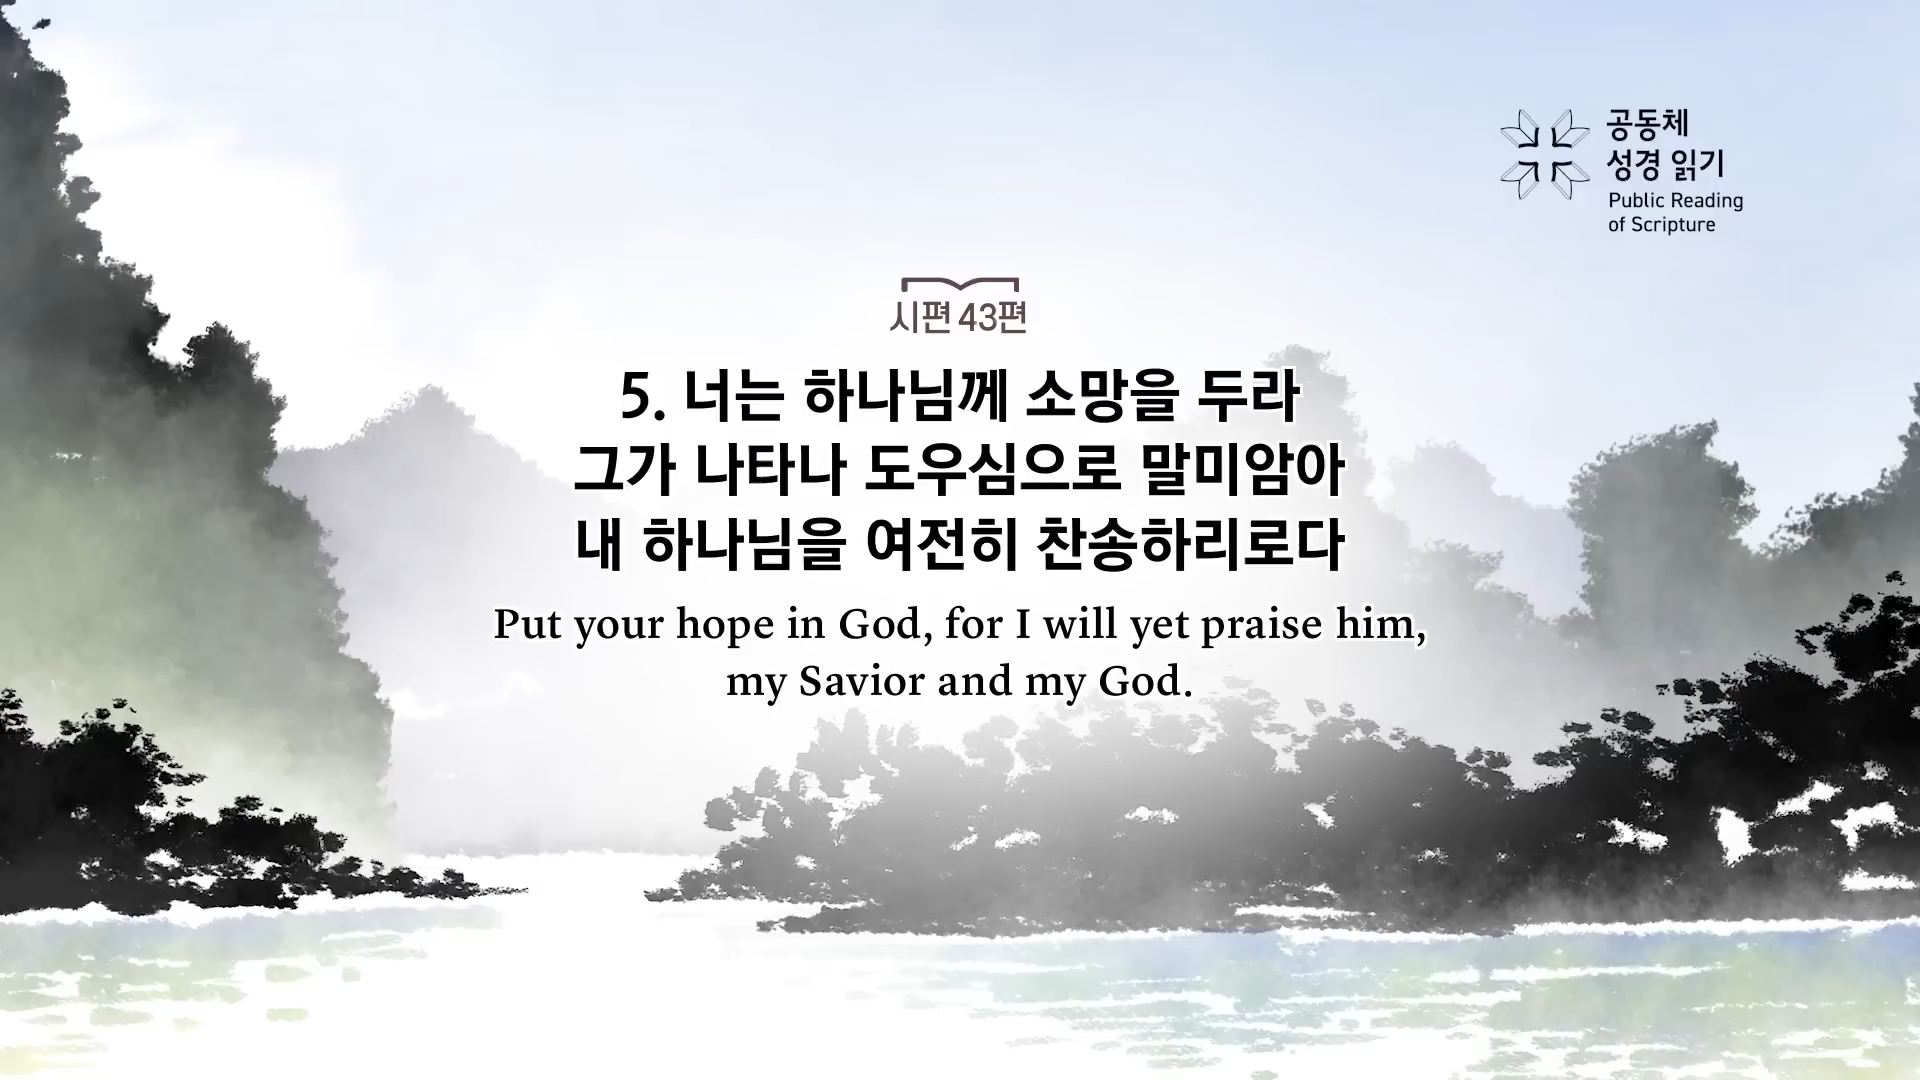 공동체
성경 읽기
Public Reading
of Scripture
시편 43편
5. 너는 하나님께 소망을 두라
그가 나타나 도우심으로 말미암아
내 하나님을 여전히 찬송하리로다
Put your hope in God, for I will yet praise him,
my Savior and my God.